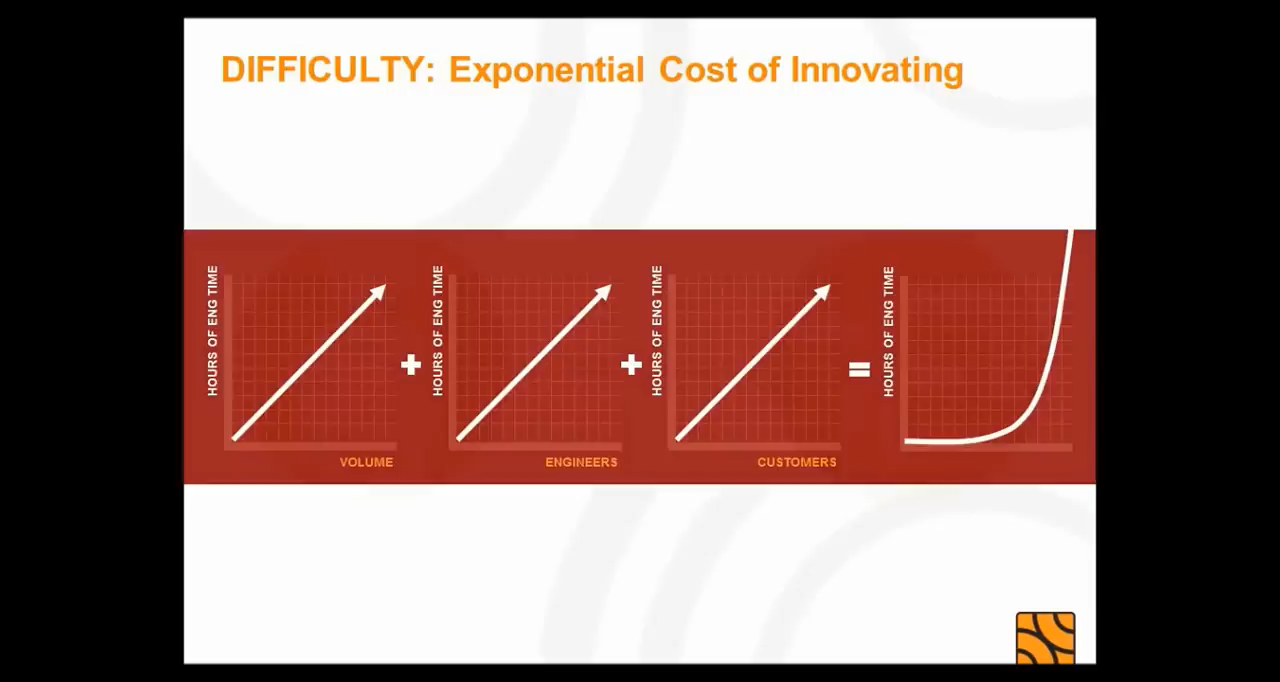 DIFFICULTY: Exponential Cost of Innovating
HOURS OF ENG TIME
VOLUME
+
HOURS OF ENG TIME
ENGINEERS
+
HOURS OF ENG TIME
CUSTOMERS
=
HOURS OF ENG TIME